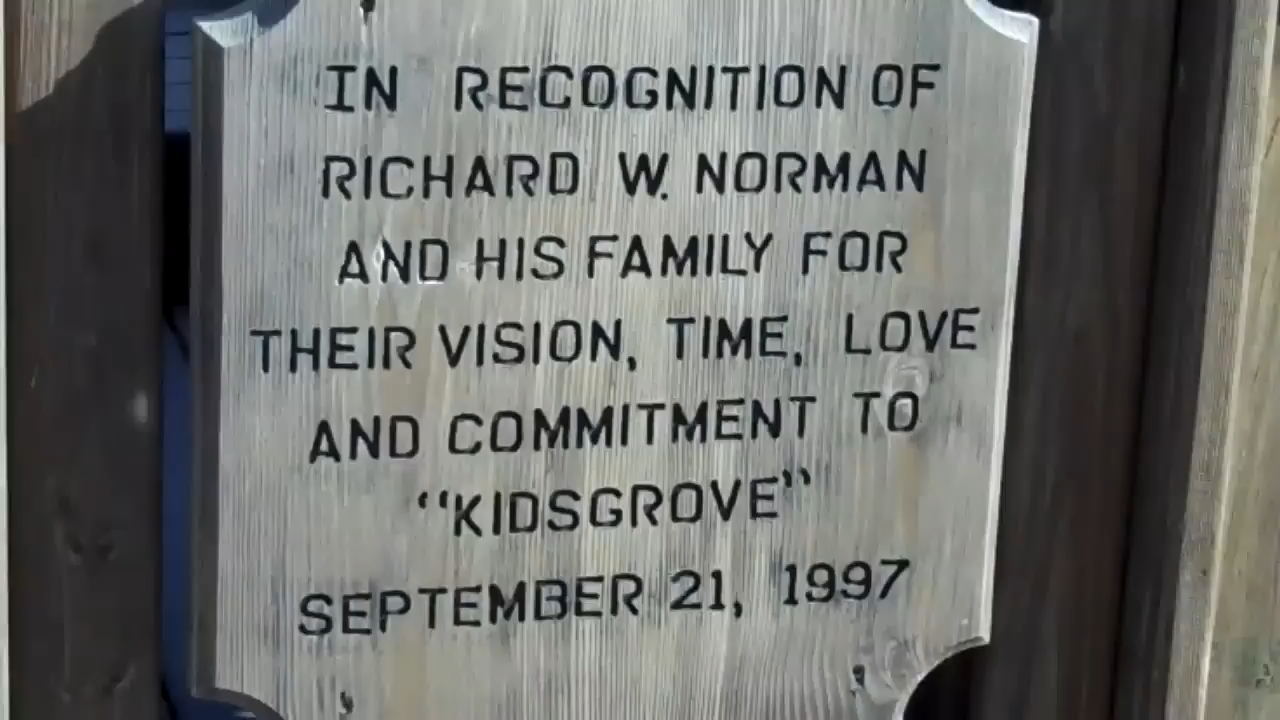 IN RECOGNITION OF
RICHARD W. NORMAN
AND HIS FAMILY FOR
THEIR VISION, TIME, LOVE
AND COMMITMENT TO
“KIDSGROVE”
SEPTEMBER 21, 1997